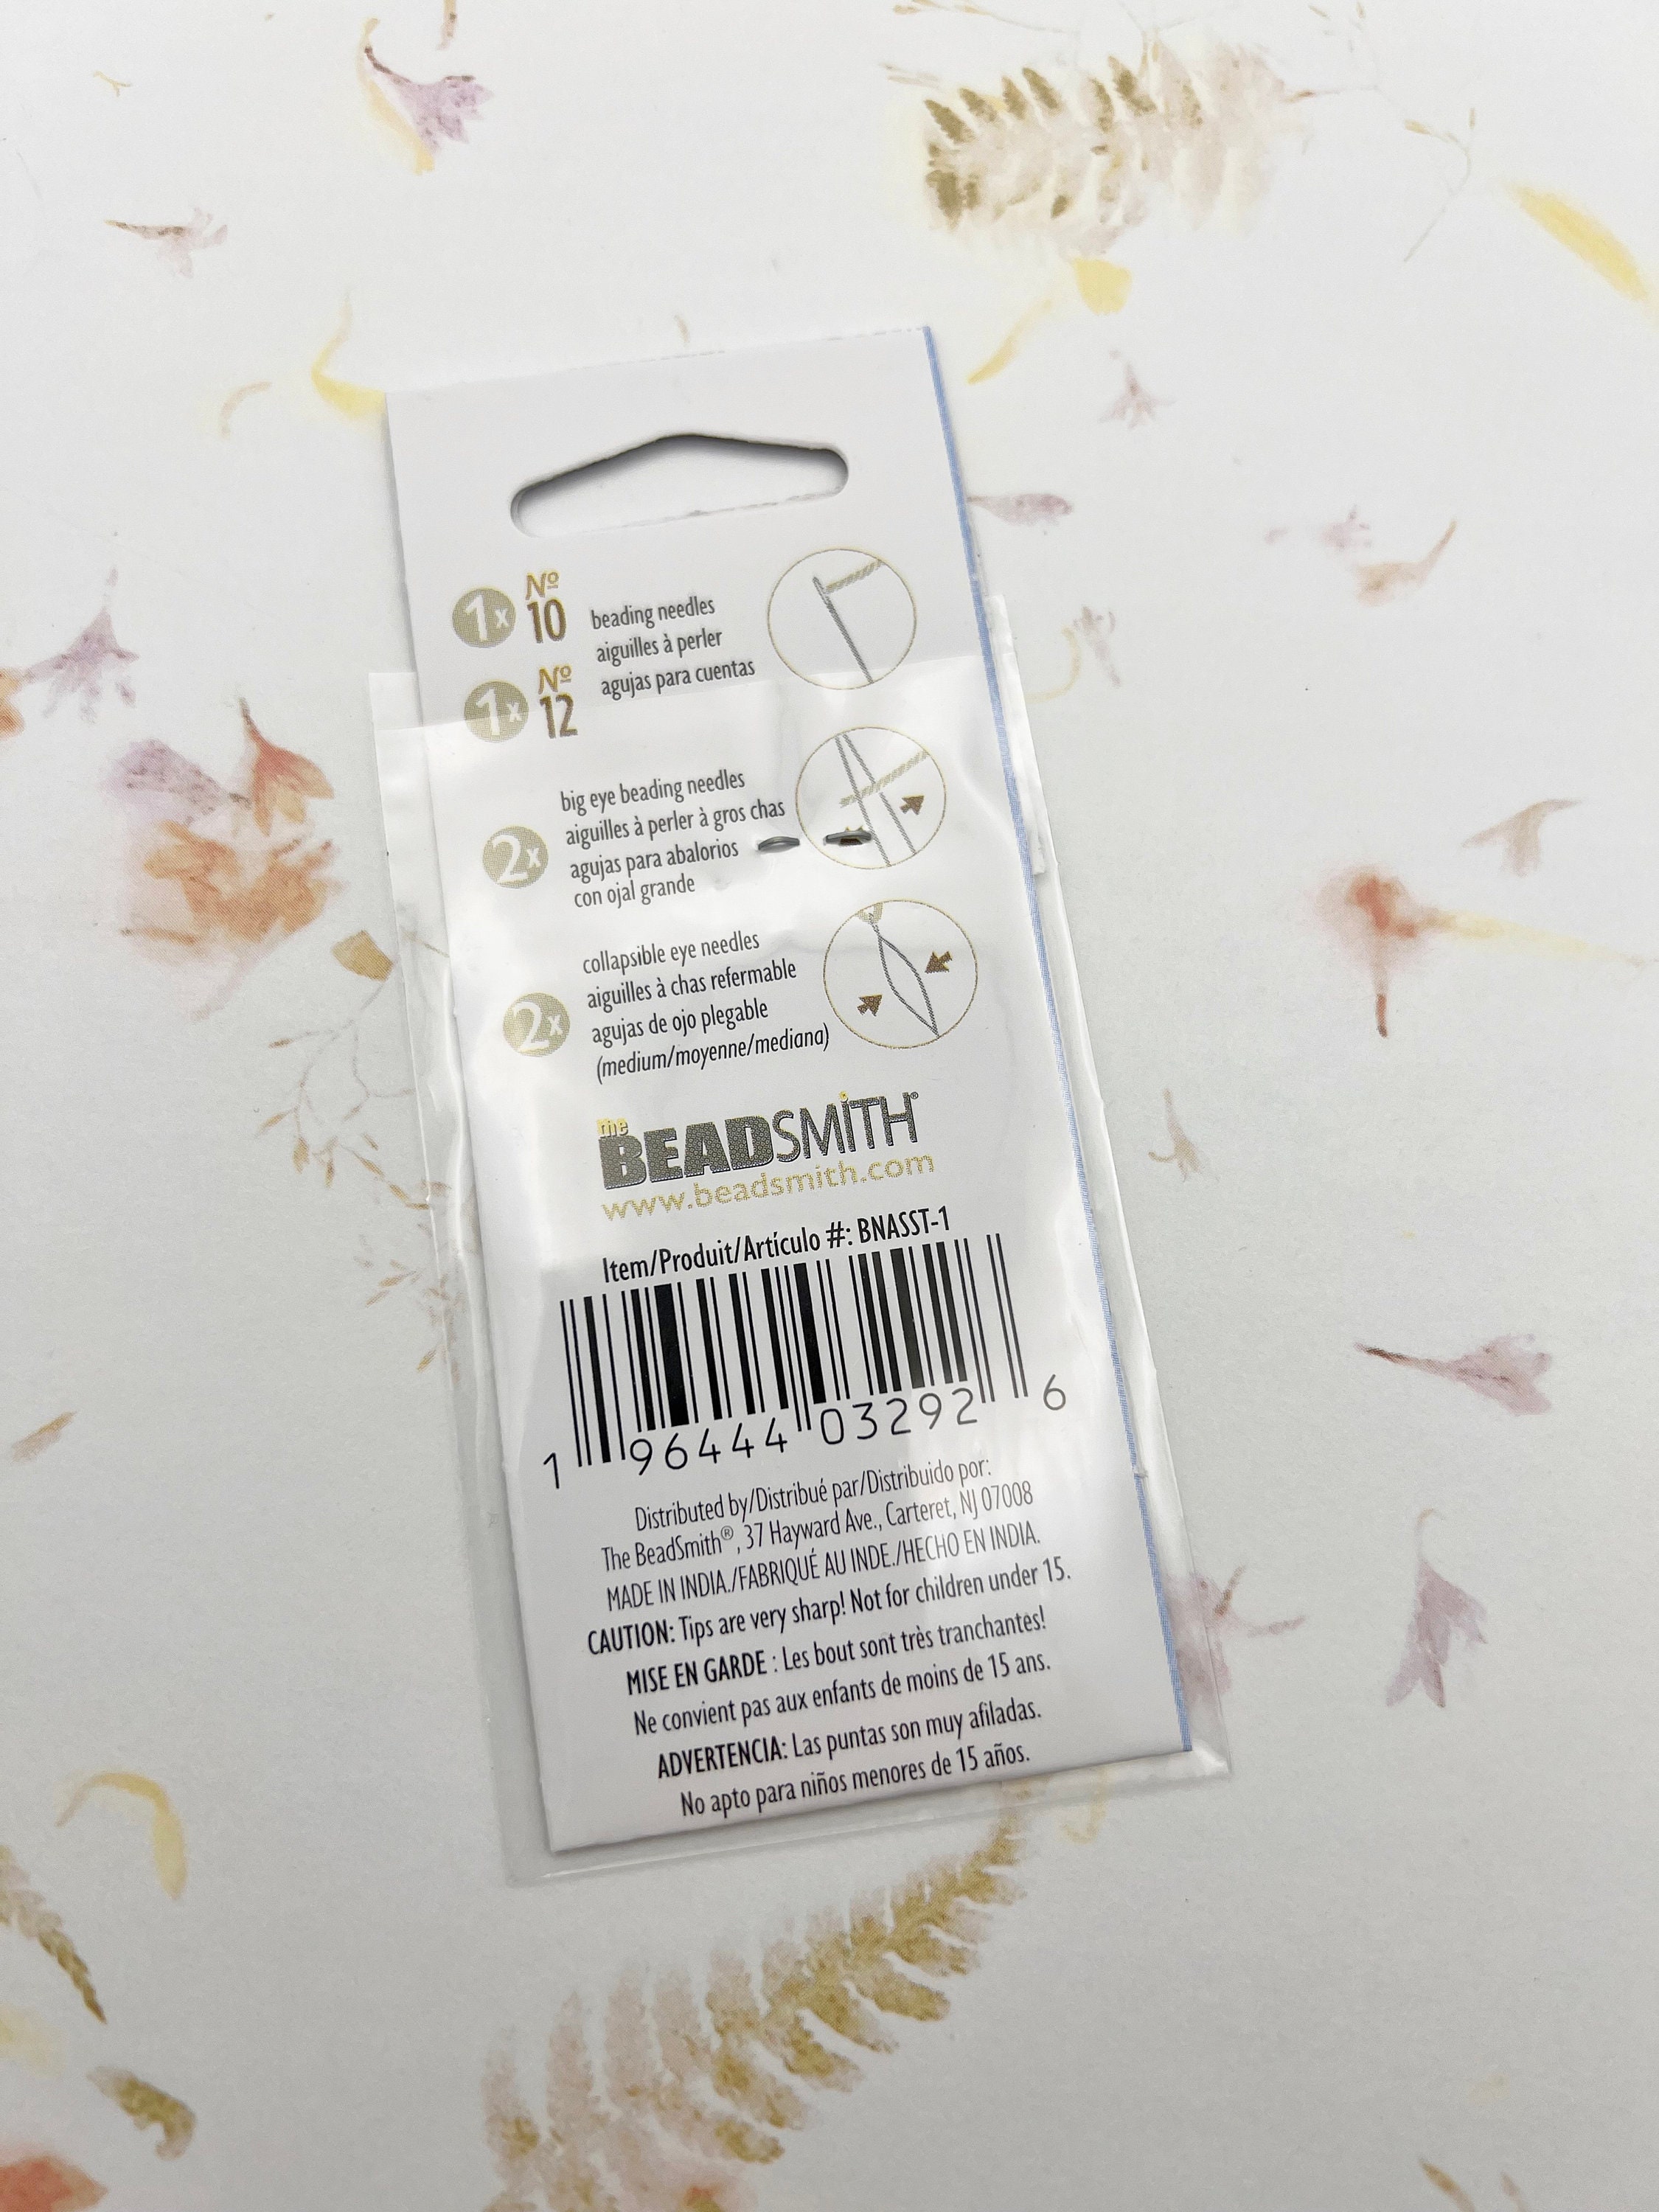 1x Nº 10
beading needles
aiguilles à perler
agujas para cuentas
1x Nº 12
big eye beading needles
aiguilles à perler à gros chas
2x
agujas para abalorios
con ojal grande
collapsible eye needles
aiguilles à chas refermable
2x
agujas de ojo plegable
(medium/moyenne/mediana)
the BEADSMiTH®
www.beadsmith.com
Item/Produit/Artículo #: BNASST-1
1 96444 03292 6
Distributed by/Distribué par/Distribuido por:
The BeadSmith®, 37 Hayward Ave., Carteret, NJ 07008
MADE IN INDIA./FABRIQUÉ AU INDE./HECHO EN INDIA.
CAUTION: Tips are very sharp! Not for children under 15.
MISE EN GARDE : Les bout sont très tranchantes!
Ne convient pas aux enfants de moins de 15 ans.
ADVERTENCIA: Las puntas son muy afiladas.
No apto para niños menores de 15 años.